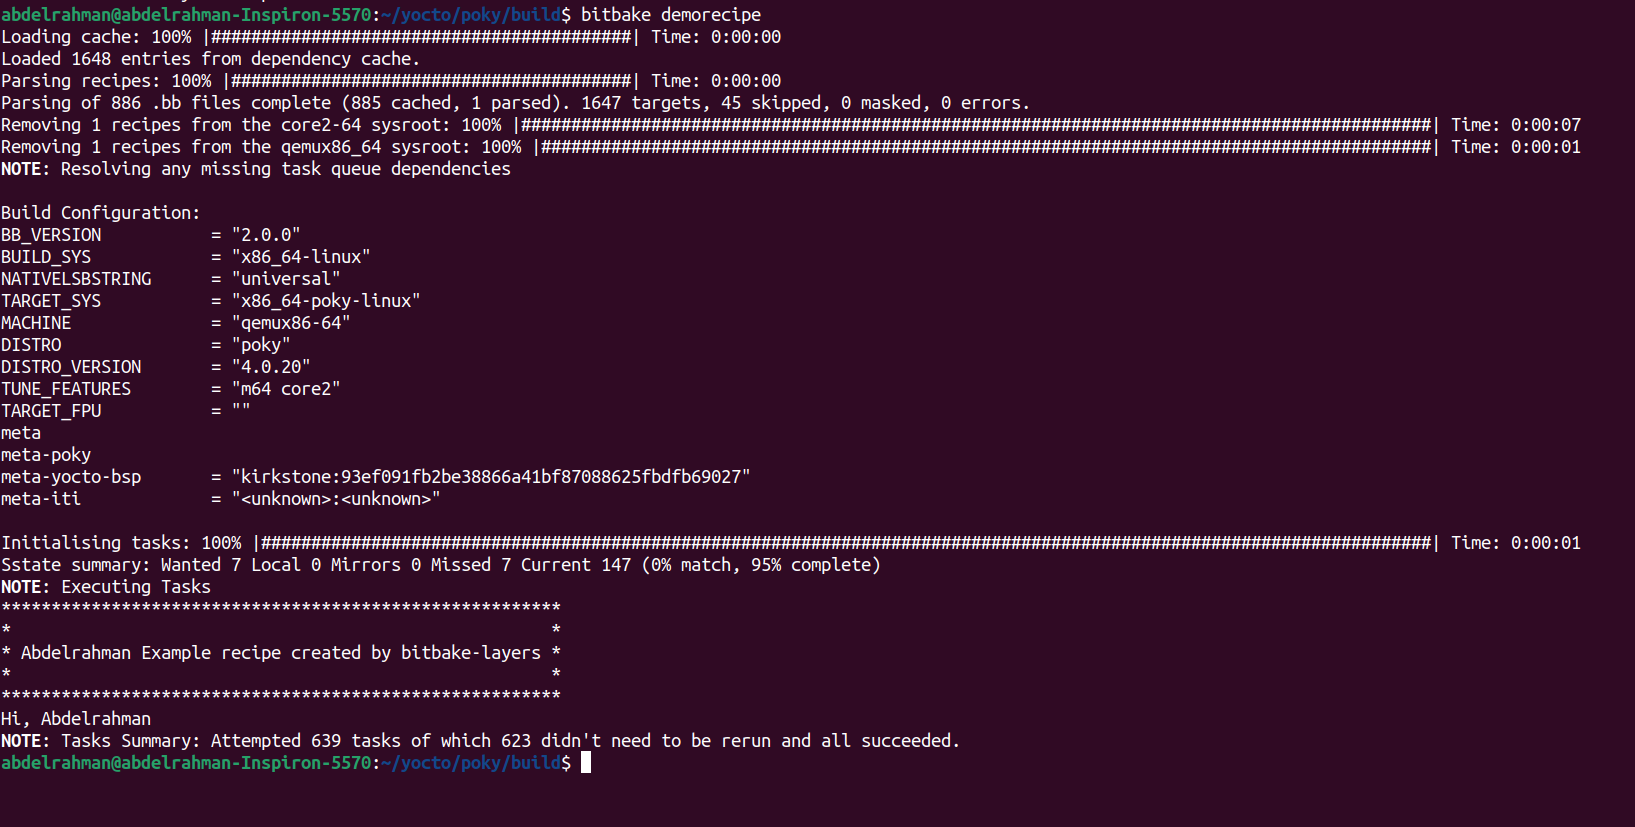 abdelrahman@abdelrahman-Inspiron-5570:~/yocto/poky/build$ bitbake demorecipe
Loading cache: 100% |##########################################| Time: 0:00:00
Loaded 1648 entries from dependency cache.
Parsing recipes: 100% |########################################| Time: 0:00:00
Parsing of 886 .bb files complete (885 cached, 1 parsed). 1647 targets, 45 skipped, 0 masked, 0 errors.
Removing 1 recipes from the core2-64 sysroot: 100% |###########################################################################################| Time: 0:00:07
Removing 1 recipes from the qemux86_64 sysroot: 100% |#########################################################################################| Time: 0:00:01
NOTE: Resolving any missing task queue dependencies

Build Configuration:
BB_VERSION           = "2.0.0"
BUILD_SYS            = "x86_64-linux"
NATIVELSBSTRING      = "universal"
TARGET_SYS           = "x86_64-poky-linux"
MACHINE              = "qemux86-64"
DISTRO               = "poky"
DISTRO_VERSION       = "4.0.20"
TUNE_FEATURES        = "m64 core2"
TARGET_FPU           = ""
meta
meta-poky
meta-yocto-bsp       = "kirkstone:93ef091fb2be38866a41bf87088625fbdfb69027"
meta-iti             = "<unknown>:<unknown>"

Initialising tasks: 100% |#####################################################################################################################| Time: 0:00:01
Sstate summary: Wanted 7 Local 0 Mirrors 0 Missed 7 Current 147 (0% match, 95% complete)
NOTE: Executing Tasks
********************************************************
*                                                      *
* Abdelrahman Example recipe created by bitbake-layers *
*                                                      *
********************************************************
Hi, Abdelrahman
NOTE: Tasks Summary: Attempted 639 tasks of which 623 didn't need to be rerun and all succeeded.
abdelrahman@abdelrahman-Inspiron-5570:~/yocto/poky/build$